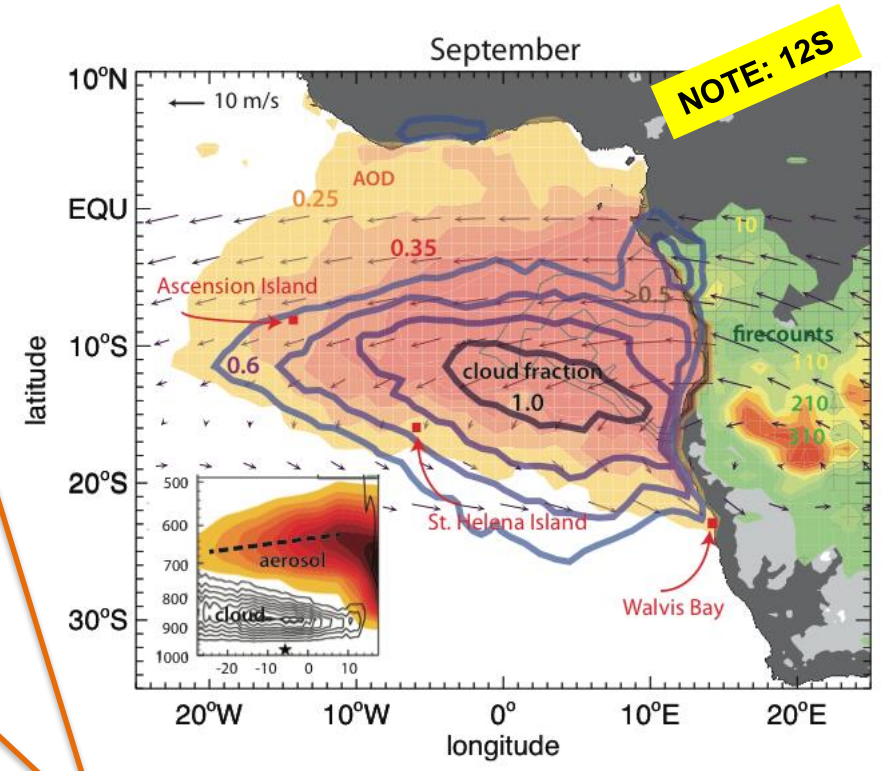 September
NOTE: 12S
10°N
10 m/s
AOD
0.25
EQU
10
0.35
>0.5
Ascension Island
firecounts
10°S
0.6
cloud fraction
110
1.0
210
310
latitude
20°S
St. Helena Island
500
600
700
800
900
1000
aerosol
cloud
-20
-10
0
10
Walvis Bay
30°S
20°W
10°W
0°
10°E
20°E
longitude